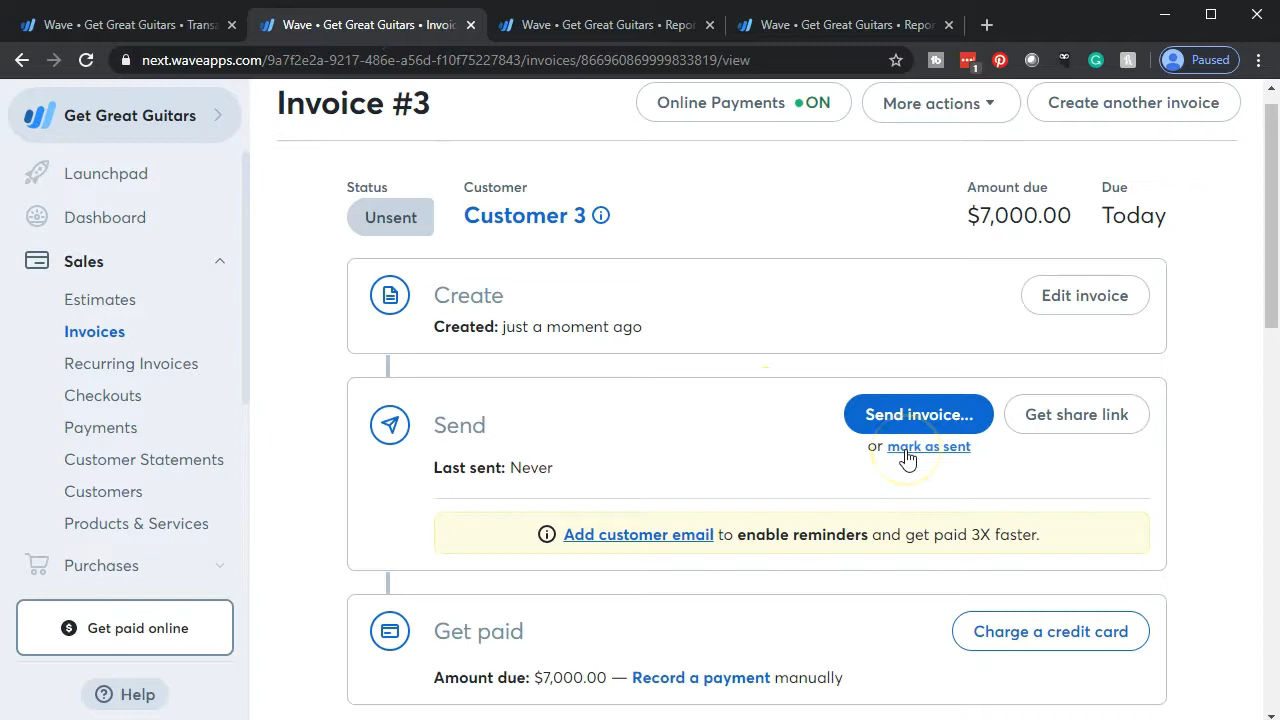 Wave • Get Great Guitars • Transa
Wave • Get Great Guitars • Invoic
Wave • Get Great Guitars • Repor
Wave • Get Great Guitars • Repor
next.waveapps.com/0a7f2e2a-9217-486e-a564-f10f75227843/invoices/866960869999833819/view
1
Paused
Get Great Guitars
Launchpad
Dashboard
Sales
Estimates
Invoices
Recurring Invoices
Checkouts
Payments
Customer Statements
Customers
Products & Services
Purchases
Get paid online
Help
Invoice #3
Online Payments ON
More actions
Create another invoice
Status
Unsent
Customer
Customer 3
Amount due
$7,000.00
Due
Today
Create
Created: just a moment ago
Edit invoice
Send
Last sent: Never
Send invoice...
or mark as sent
Get share link
Add customer email to enable reminders and get paid 3X faster.
Get paid
Charge a credit card
Amount due: $7,000.00 — Record a payment manually